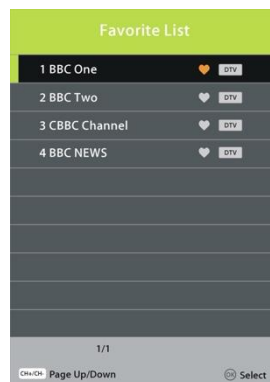 Favorite List
1 BBC One DTV
2 BBC Two DTV
3 CBBC Channel DTV
4 BBC NEWS DTV
1/1
CH+/CH- Page Up/Down OK Select